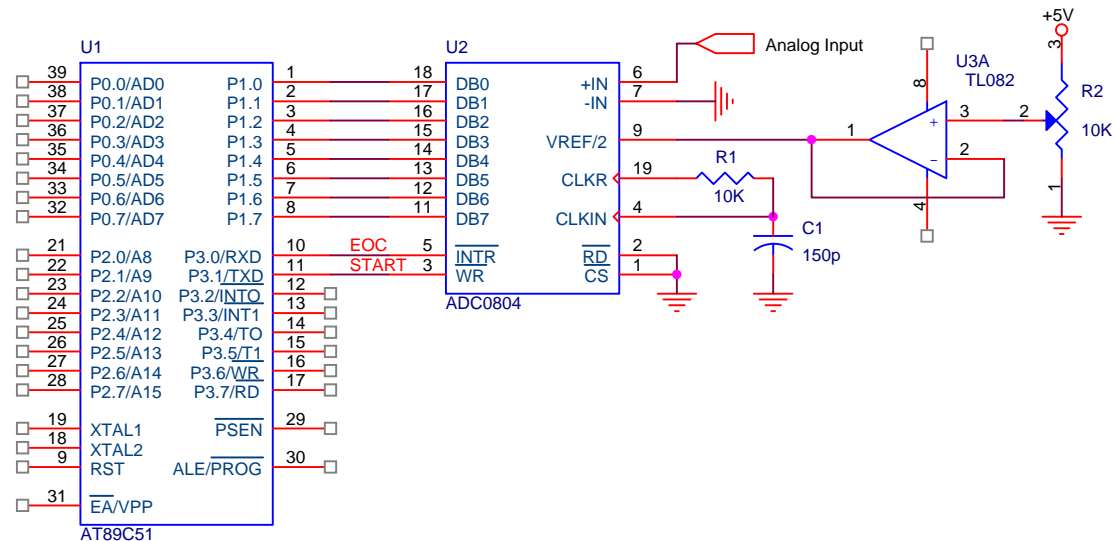 U1
39 P0.0/AD0 P1.0 1
38 P0.1/AD1 P1.1 2
37 P0.2/AD2 P1.2 3
36 P0.3/AD3 P1.3 4
35 P0.4/AD4 P1.4 5
34 P0.5/AD5 P1.5 6
33 P0.6/AD6 P1.6 7
32 P0.7/AD7 P1.7 8
21 P2.0/A8 P3.0/RXD 10
22 P2.1/A9 P3.1/TXD 11
23 P2.2/A10 P3.2/INTO 12
24 P2.3/A11 P3.3/INT1 13
25 P2.4/A12 P3.4/TO 14
26 P2.5/A13 P3.5/T1 15
27 P2.6/A14 P3.6/WR 16
28 P2.7/A15 P3.7/RD 17
19 XTAL1 PSEN 29
18 XTAL2
9 RST ALE/PROG 30
31 EA/VPP
AT89C51
EOC
START
U2
18 DB0 +IN 6
17 DB1 -IN 7
16 DB2
15 DB3 VREF/2 9
14 DB4
13 DB5 CLKR 19
12 DB6
11 DB7 CLKIN 4
5 INTR RD 2
3 WR CS 1
ADC0804
Analog Input
R1
10K
C1
150p
U3A
TL082
8
1
+ 3
- 2
4
+5V
3
2
R2
10K
1